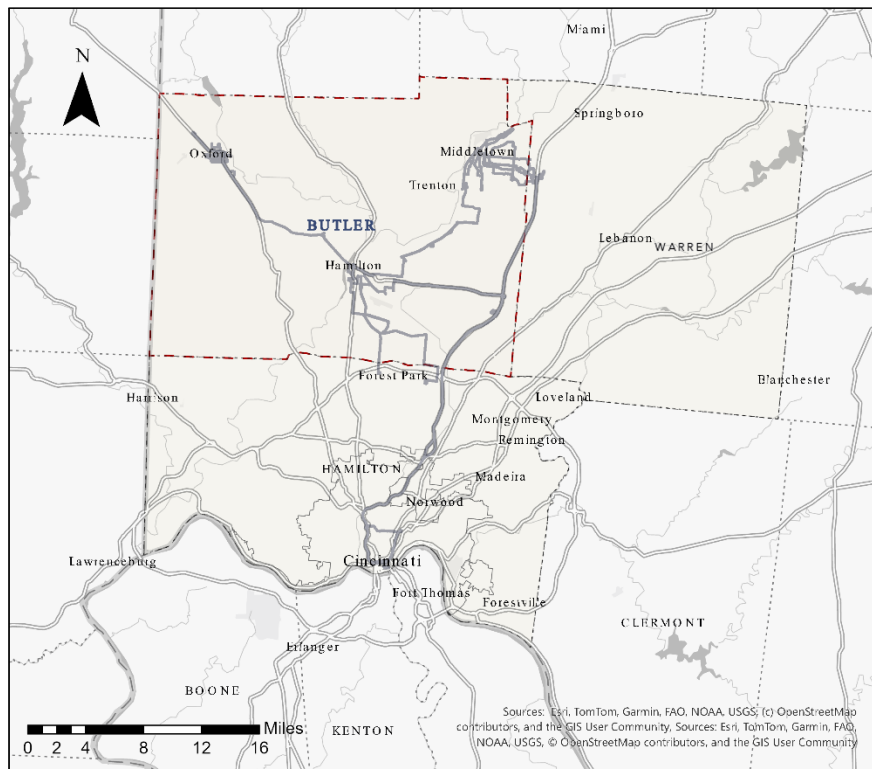 Miami
N
Springboro
Oxford
Middletown
Trenton
BUTLER
Lebanon
WARREN
Hamilton
Forest Park
Blanchester
Harrison
Loveland
Montgomery
Remington
HAMILTON
Madeira
Norwood
Lawrenceburg
Cincinnati
Fort Thomas
Forestville
CLERMONT
Erlanger
BOONE
KENTON
Sources: Esri, TomTom, Garmin, FAO, NOAA, USGS, (c) OpenStreetMap
contributors, and the GIS User Community, Sources: Esri, TomTom, Garmin, FAO,
NOAA, USGS, © OpenStreetMap contributors, and the GIS User Community
Miles
0 2 4 8 12 16